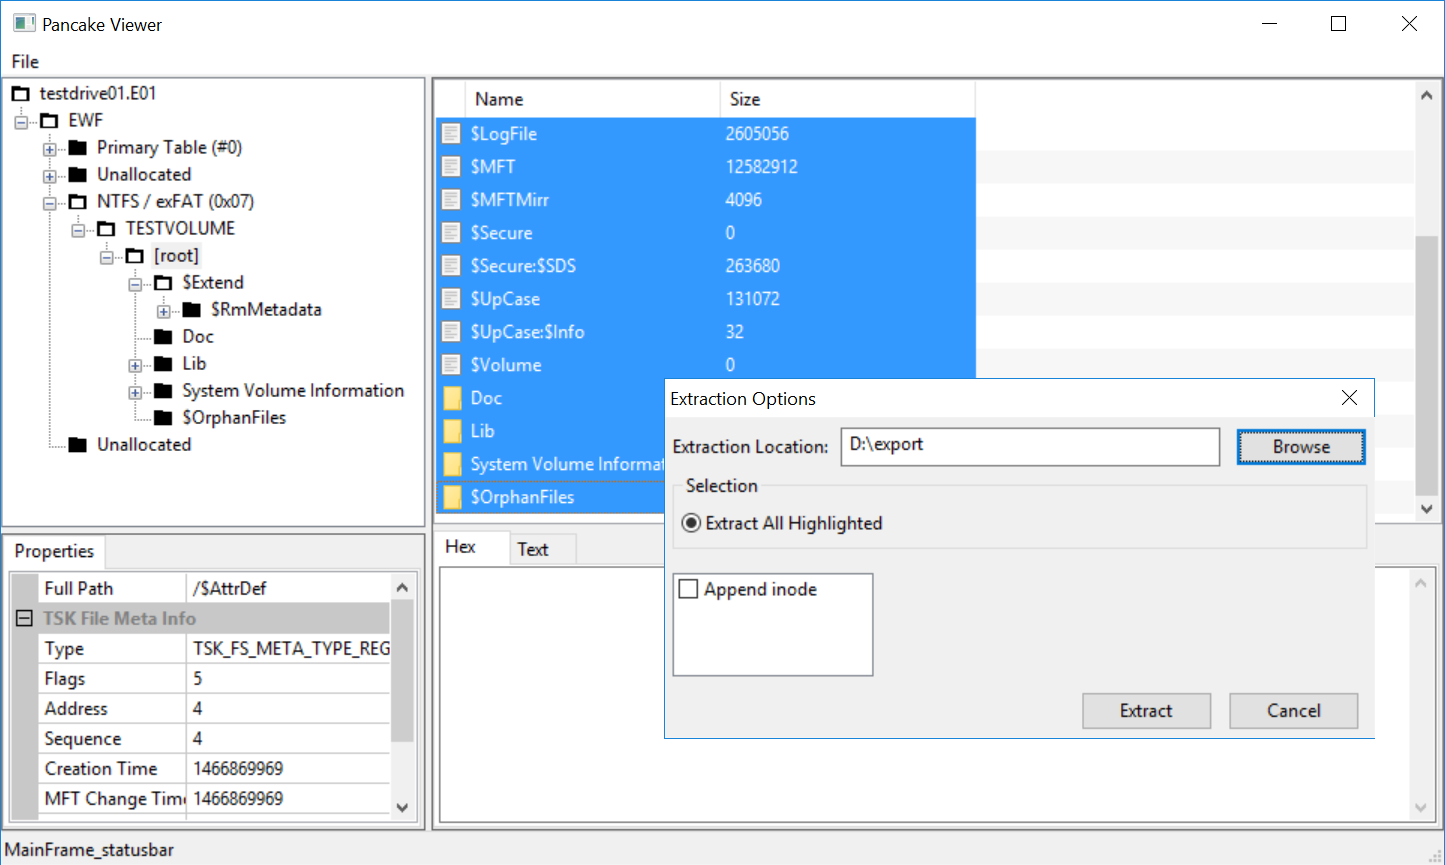 Pancake Viewer
File
testdrive01.E01
EWF
Primary Table (#0)
Unallocated
NTFS / exFAT (0x07)
TESTVOLUME
[root]
$Extend
$RmMetadata
Doc
Lib
System Volume Information
$OrphanFiles
Unallocated
Name Size
$LogFile 2605056
$MFT 12582912
$MFTMirr 4096
$Secure 0
$Secure:$SDS 263680
$UpCase 131072
$UpCase:$Info 32
$Volume 0
Doc
Lib
System Volume Informat
$OrphanFiles
Extraction Options
Extraction Location: D:\export Browse
Selection
Extract All Highlighted
Append inode
Extract Cancel
Properties
Full Path /$AttrDef
TSK File Meta Info
Type TSK_FS_META_TYPE_REG
Flags 5
Address 4
Sequence 4
Creation Time 1466869969
MFT Change Time 1466869969
Hex Text
MainFrame_statusbar